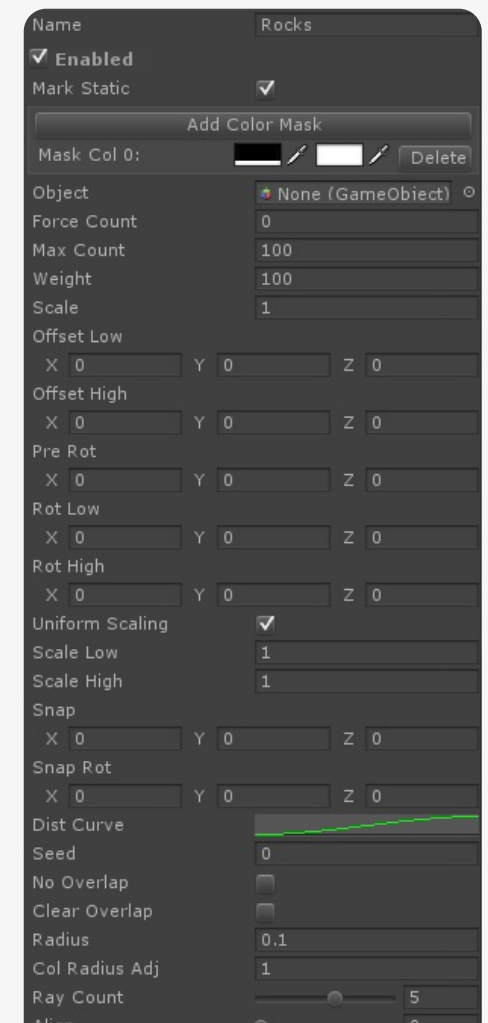 Name Rocks
Enabled
Mark Static
Add Color Mask
Mask Col 0: Delete
Object None (GameObject)
Force Count 0
Max Count 100
Weight 100
Scale 1
Offset Low
X 0 Y 0 Z 0
Offset High
X 0 Y 0 Z 0
Pre Rot
X 0 Y 0 Z 0
Rot Low
X 0 Y 0 Z 0
Rot High
X 0 Y 0 Z 0
Uniform Scaling
Scale Low 1
Scale High 1
Snap
X 0 Y 0 Z 0
Snap Rot
X 0 Y 0 Z 0
Dist Curve
Seed 0
No Overlap
Clear Overlap
Radius 0.1
Col Radius Adj 1
Ray Count 5